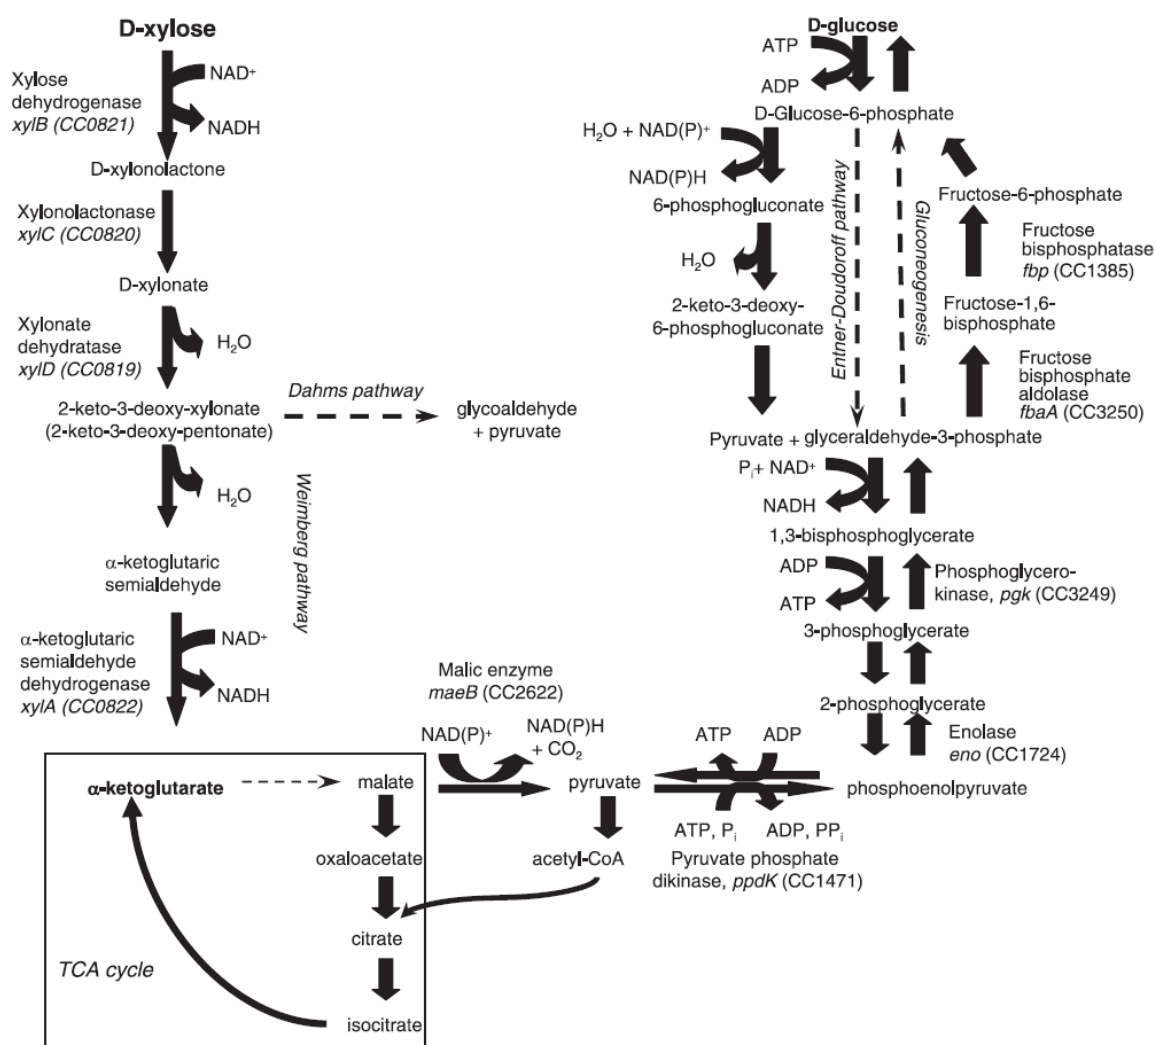 D-xylose
Xylose
dehydrogenase
xylB (CC0821)
NAD+
NADH
D-xylonolactone
Xylonolactonase
xylC (CC0820)
D-xylonate
Xylonate
dehydratase
xylD (CC0819)
H2O
2-keto-3-deoxy-xylonate
(2-keto-3-deoxy-pentonate)
Dahms pathway
glycoaldehyde
+ pyruvate
H2O
Weimberg pathway
α-ketoglutaric
semialdehyde
α-ketoglutaric
semialdehyde
dehydrogenase
xylA (CC0822)
NAD+
NADH
α-ketoglutarate
malate
oxaloacetate
citrate
isocitrate
TCA cycle
Malic enzyme
maeB (CC2622)
NAD(P)+
NAD(P)H
+ CO2
pyruvate
acetyl-CoA
ATP
ADP
ATP, Pi
ADP, PPi
Pyruvate phosphate
dikinase, ppdK (CC1471)
phosphoenolpyruvate
D-glucose
ATP
ADP
D-Glucose-6-phosphate
H2O + NAD(P)+
NAD(P)H
6-phosphogluconate
H2O
2-keto-3-deoxy-
6-phosphogluconate
Entner-Doudoroff pathway
Gluconeogenesis
Fructose-6-phosphate
Fructose
bisphosphatase
fbp (CC1385)
Fructose-1,6-
bisphosphate
Fructose
bisphosphate
aldolase
fbaA (CC3250)
Pyruvate + glyceraldehyde-3-phosphate
Pi+ NAD+
NADH
1,3-bisphosphoglycerate
ADP
ATP
Phosphoglycero-
kinase, pgk (CC3249)
3-phosphoglycerate
2-phosphoglycerate
Enolase
eno (CC1724)